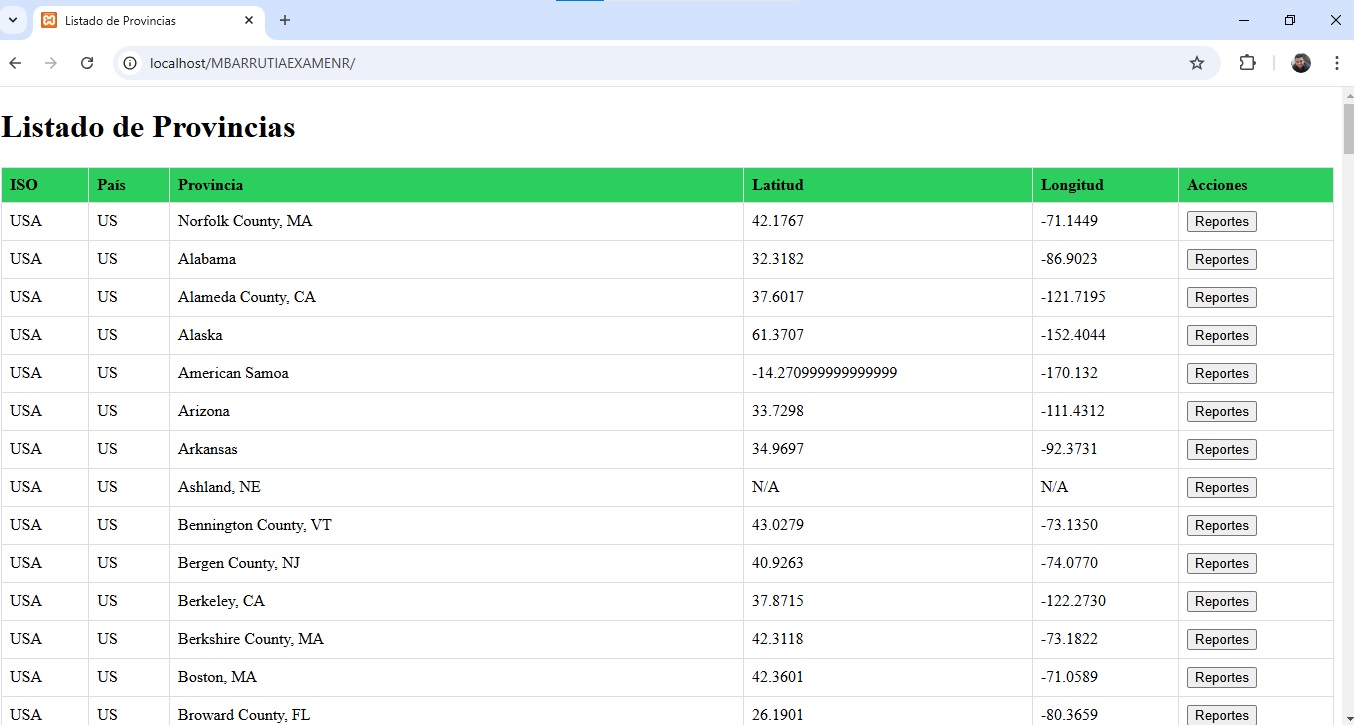 Listado de Provincias
localhost/MBARRUTIAEXAMENR/
Listado de Provincias
ISO País Provincia Latitud Longitud Acciones
USA US Norfolk County, MA 42.1767 -71.1449 Reportes
USA US Alabama 32.3182 -86.9023 Reportes
USA US Alameda County, CA 37.6017 -121.7195 Reportes
USA US Alaska 61.3707 -152.4044 Reportes
USA US American Samoa -14.270999999999999 -170.132 Reportes
USA US Arizona 33.7298 -111.4312 Reportes
USA US Arkansas 34.9697 -92.3731 Reportes
USA US Ashland, NE N/A N/A Reportes
USA US Bennington County, VT 43.0279 -73.1350 Reportes
USA US Bergen County, NJ 40.9263 -74.0770 Reportes
USA US Berkeley, CA 37.8715 -122.2730 Reportes
USA US Berkshire County, MA 42.3118 -73.1822 Reportes
USA US Boston, MA 42.3601 -71.0589 Reportes
USA US Broward County, FL 26.1901 -80.3659 Reportes